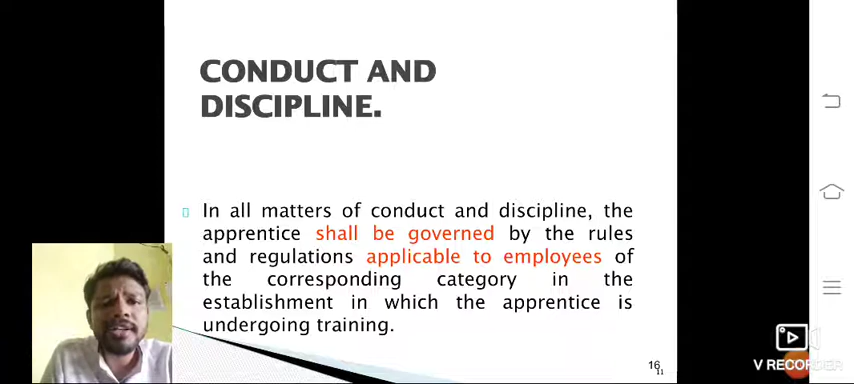 CONDUCT AND
DISCIPLINE.
In all matters of conduct and discipline, the
apprentice shall be governed by the rules
and regulations applicable to employees of
the corresponding category in the
establishment in which the apprentice is
undergoing training.
16
11
V RECORDER